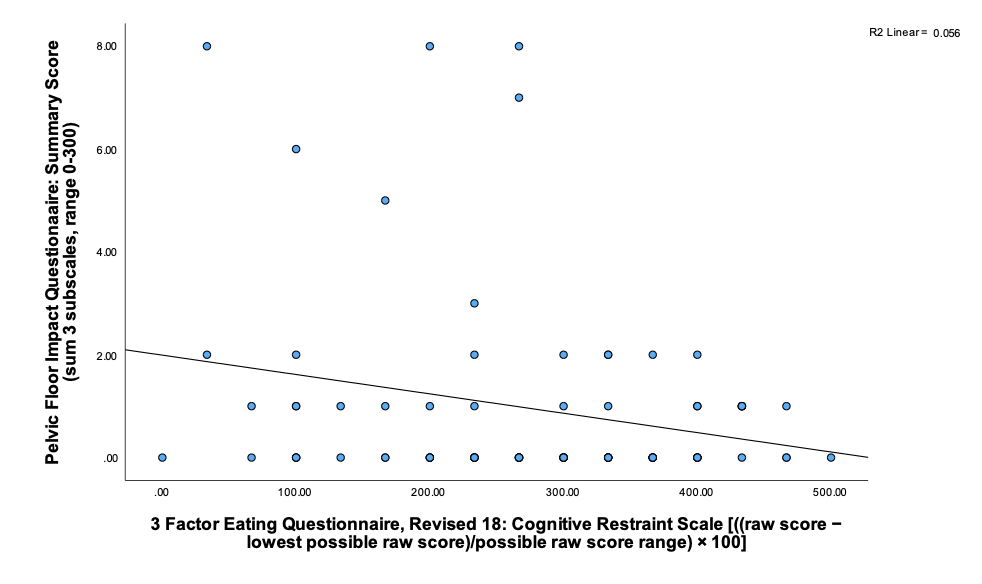 R2 Linear = 0.056
Pelvic Floor Impact Questionaaire: Summary Score
(sum 3 subscales, range 0-300)
8.00
6.00
4.00
2.00
.00
.00 100.00 200.00 300.00 400.00 500.00
3 Factor Eating Questionnaire, Revised 18: Cognitive Restraint Scale [((raw score −
lowest possible raw score)/possible raw score range) × 100]